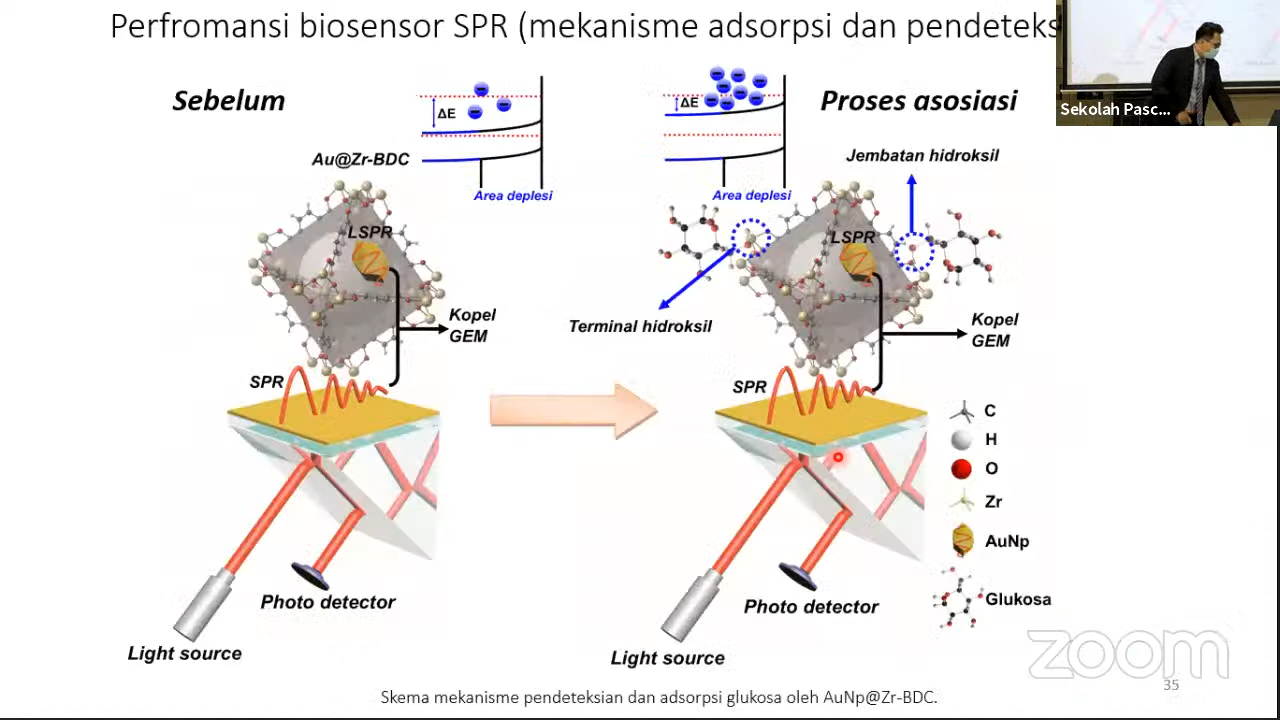 Perfromansi biosensor SPR (mekanisme adsorpsi dan pendeteks
Sekolah Pasc...
Sebelum
ΔE
Area deplesi
Au@Zr-BDC
LSPR
Kopel
GEM
SPR
Photo detector
Light source
ΔE
Area deplesi
Proses asosiasi
Jembatan hidroksil
LSPR
Terminal hidroksil
Kopel
GEM
SPR
Photo detector
Light source
C
H
O
Zr
AuNp
Glukosa
zoom
35
Skema mekanisme pendeteksian dan adsorpsi glukosa oleh AuNp@Zr-BDC.